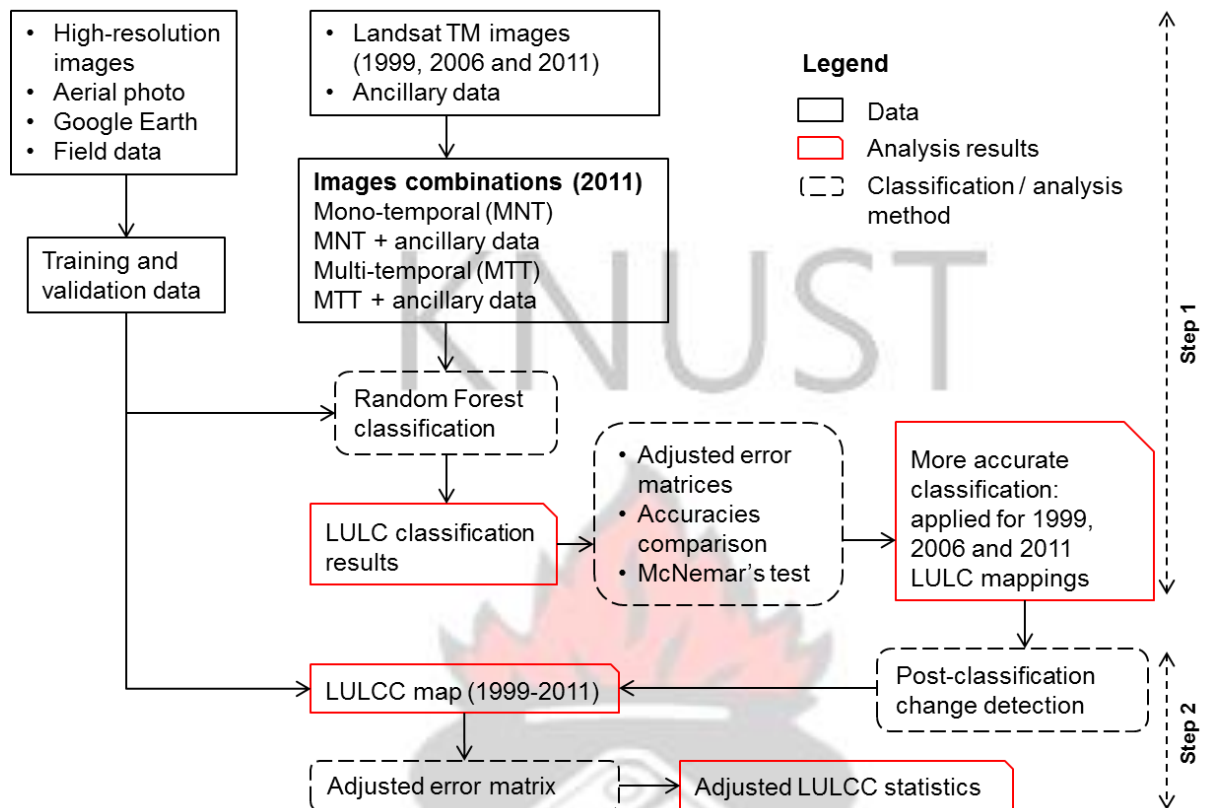 • High-resolution
images
• Aerial photo
• Google Earth
• Field data
• Landsat TM images
(1999, 2006 and 2011)
• Ancillary data
Legend
Data
Analysis results
Classification / analysis
method
Images combinations (2011)
Mono-temporal (MNT)
MNT + ancillary data
Multi-temporal (MTT)
MTT + ancillary data
Training and
validation data
KNUST
Step 1
Random Forest
classification
LULC classification
results
• Adjusted error
matrices
• Accuracies
comparison
• McNemar's test
More accurate
classification:
applied for 1999,
2006 and 2011
LULC mappings
LULCC map (1999-2011)
Post-classification
change detection
Step 2
Adjusted error matrix
Adjusted LULCC statistics